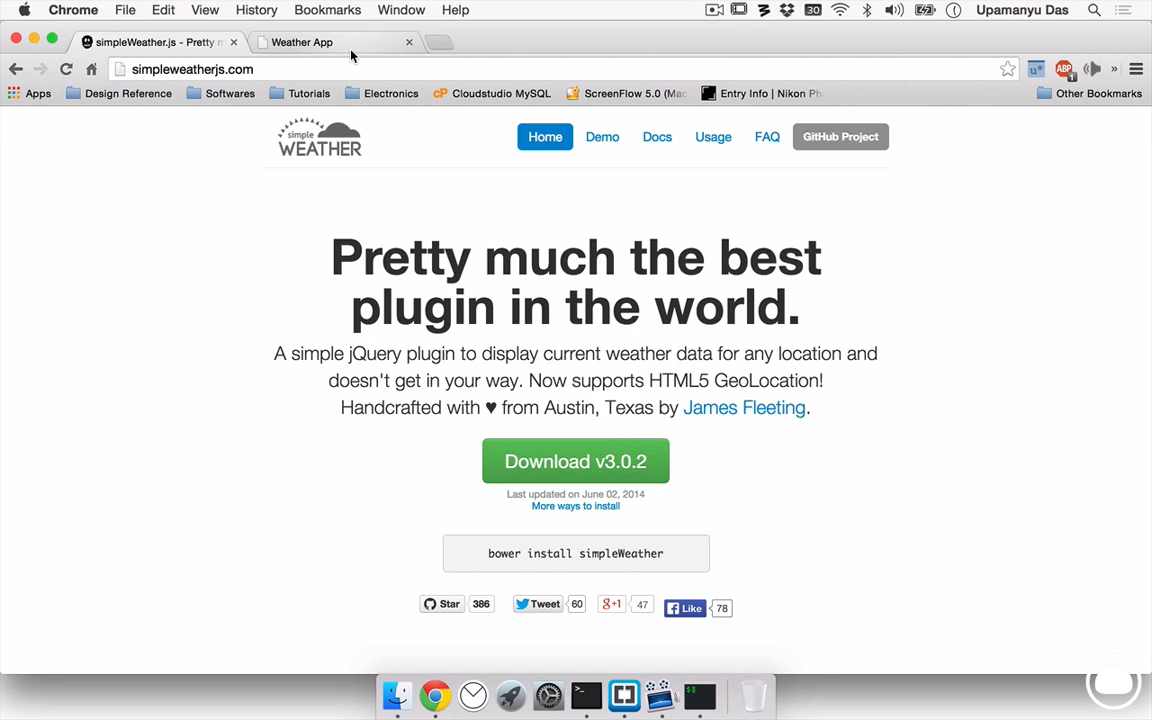 Chrome File Edit View History Bookmarks Window Help 30 Upamanyu Das
simpleWeather.js - Pretty m Weather App
simpleweatherjs.com
Apps Design Reference Softwares Tutorials Electronics cP Cloudstudio MySQL ScreenFlow 5.0 (Mac Entry Info | Nikon Ph Other Bookmarks
simple
WEATHER
Home Demo Docs Usage FAQ GitHub Project
Pretty much the best
plugin in the world.
A simple jQuery plugin to display current weather data for any location and
doesn't get in your way. Now supports HTML5 GeoLocation!
Handcrafted with ♥ from Austin, Texas by James Fleeting.
Download v3.0.2
Last updated on June 02, 2014
More ways to install
bower install simpleWeather
Star 386 Tweet 60 g+1 47 Like 78